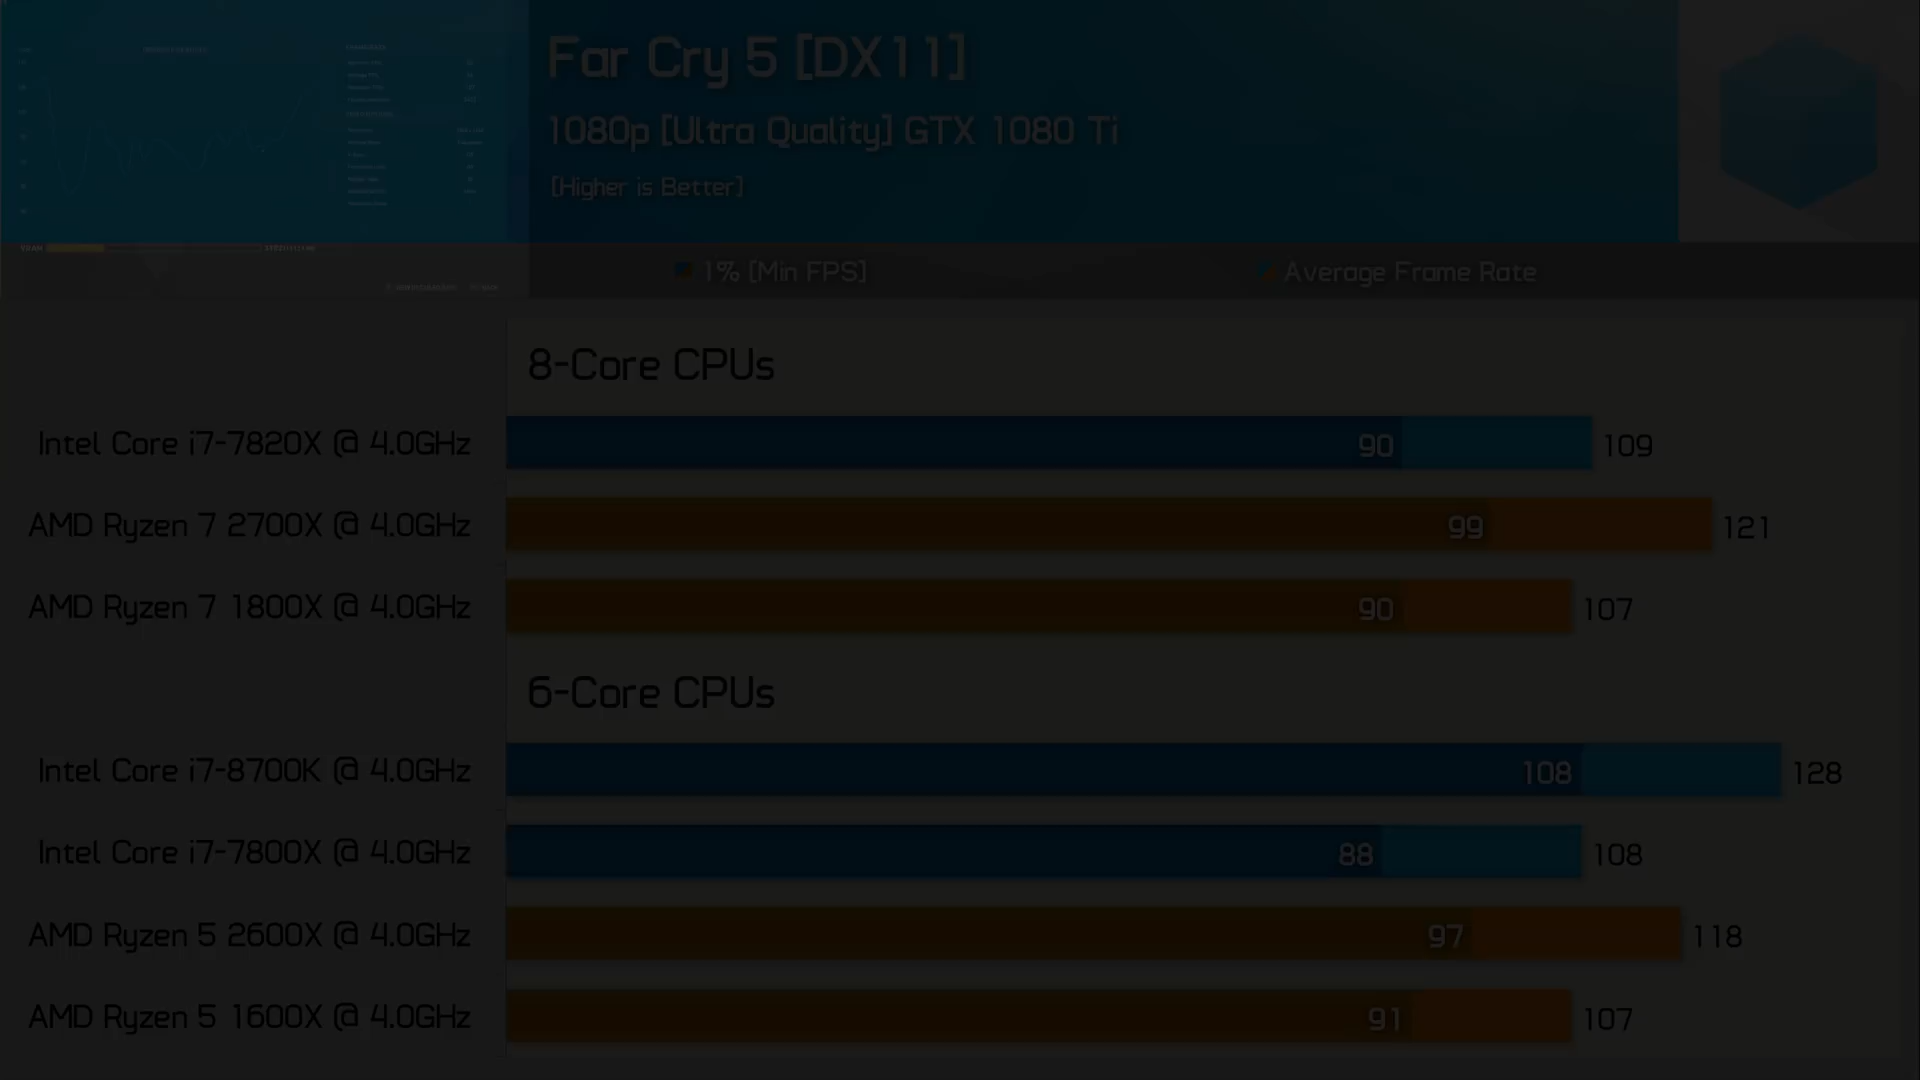 Far Cry 5 [DX11]
1080p [Ultra Quality] GTX 1080 Ti
[Higher is Better]
1% [Min FPS]
Average Frame Rate
8-Core CPUs
Intel Core i7-7820X @ 4.0GHz 90 109
AMD Ryzen 7 2700X @ 4.0GHz 99 121
AMD Ryzen 7 1800X @ 4.0GHz 90 107
6-Core CPUs
Intel Core i7-8700K @ 4.0GHz 108 128
Intel Core i7-7800X @ 4.0GHz 88 108
AMD Ryzen 5 2600X @ 4.0GHz 97 118
AMD Ryzen 5 1600X @ 4.0GHz 91 107